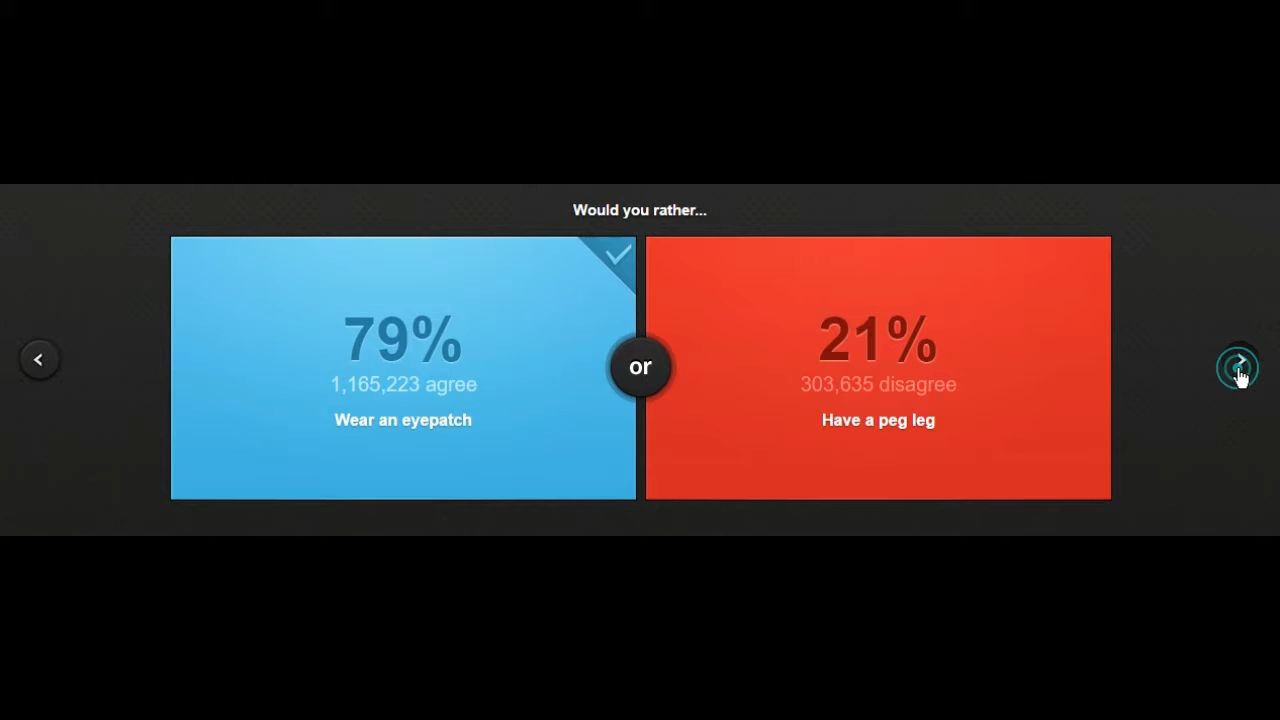 Would you rather...
79%
1,165,223 agree
Wear an eyepatch
or
21%
303,635 disagree
Have a peg leg